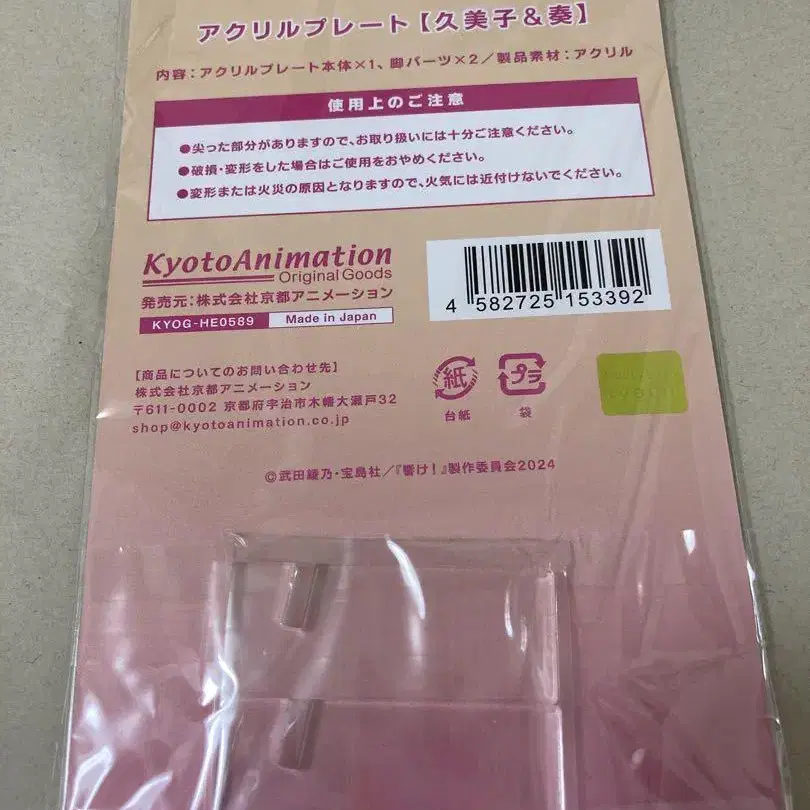 アクリルプレート【久美子＆奏】
内容：アクリルプレート本体×1、脚パーツ×2／製品素材：アクリル
使用上のご注意
●尖った部分がありますので、お取り扱いには十分ご注意ください。
●破損・変形をした場合はご使用をおやめください。
●変形または火災の原因となりますので、火気には近付けないでください。
KyotoAnimation
Original Goods
発売元：株式会社京都アニメーション
KYOG-HE0589 Made in Japan
4 582725 153392
【商品についてのお問い合わせ先】
株式会社京都アニメーション
〒611-0002 京都府宇治市木幡大瀬戸32
shop@kyotoanimation.co.jp
紙
台紙
プラ
袋
©武田綾乃・宝島社／『響け！』製作委員会2024